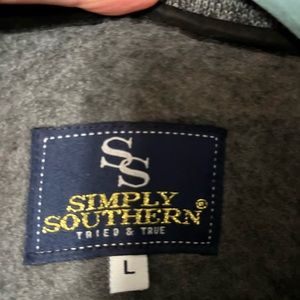 SS
SIMPLY
SOUTHERN®
TRIED & TRUE
L